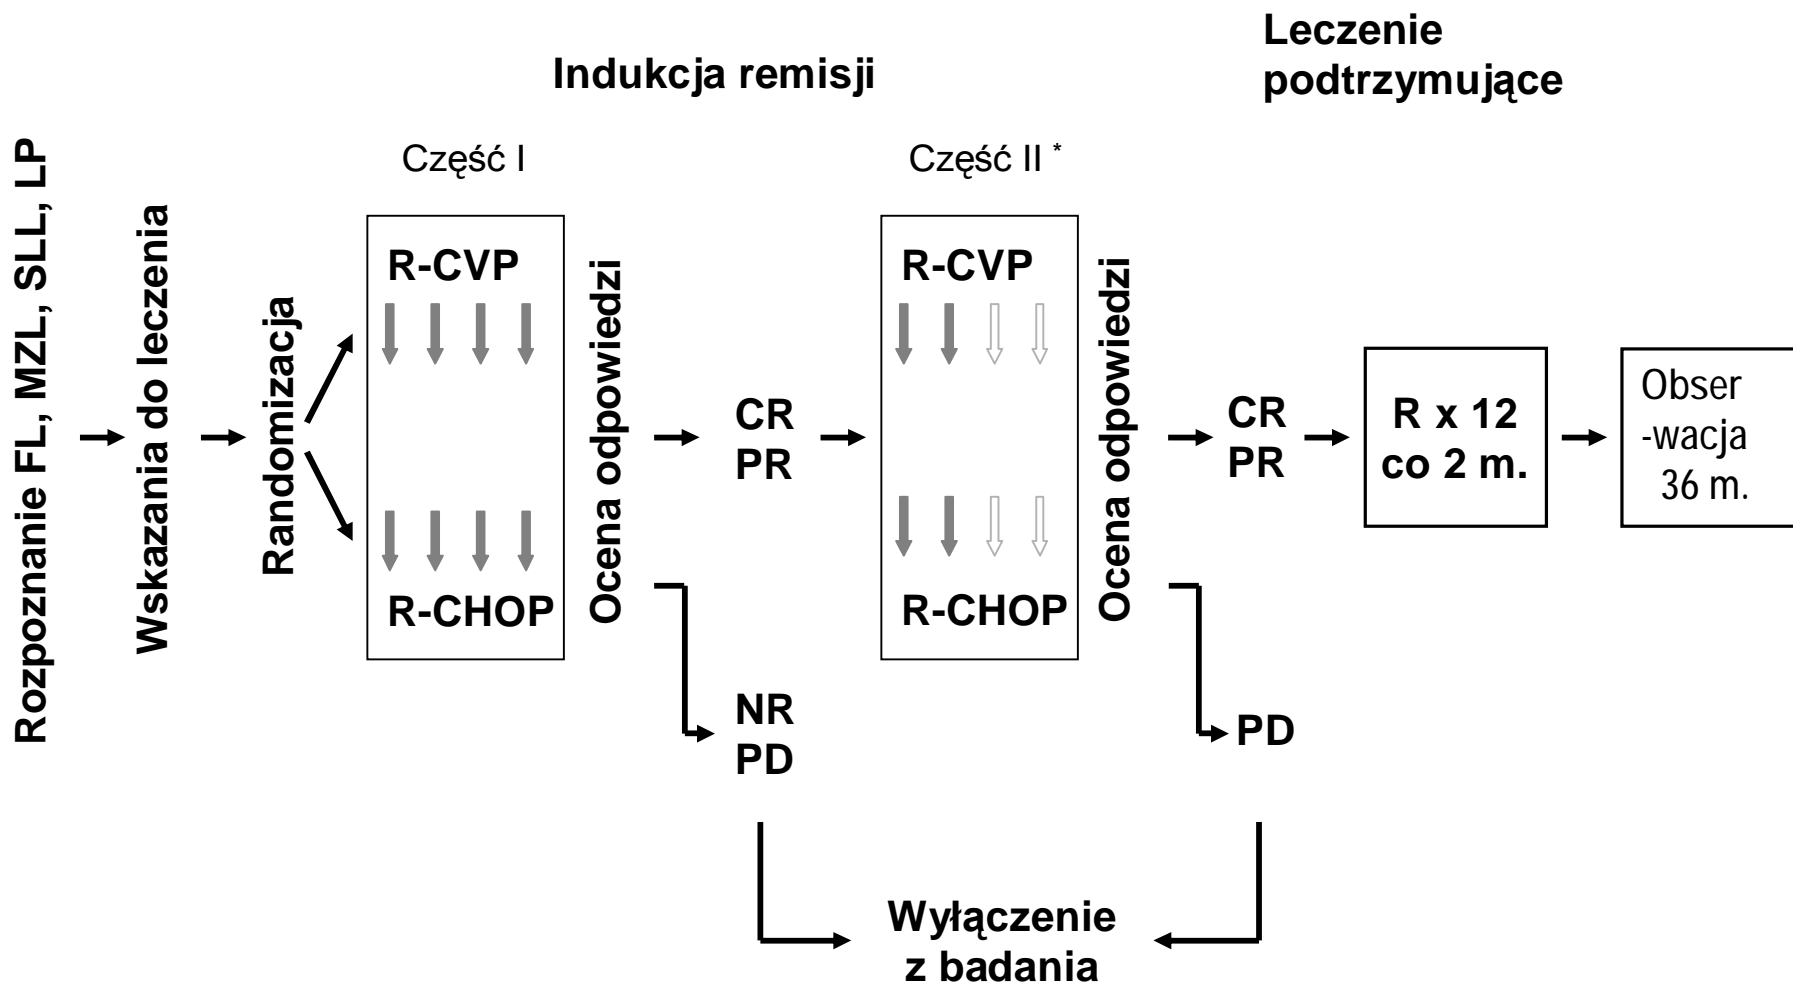 Indukcja remisji
Leczenie
podtrzymujące
Rozpoznanie FL, MZL, SLL, LP
Wskazania do leczenia
Randomizacja
Część I
R-CVP
R-CHOP
Ocena odpowiedzi
CR
PR
NR
PD
Część II *
R-CVP
R-CHOP
Ocena odpowiedzi
CR
PR
PD
R x 12
co 2 m.
Obser
-wacja
36 m.
Wyłączenie
z badania